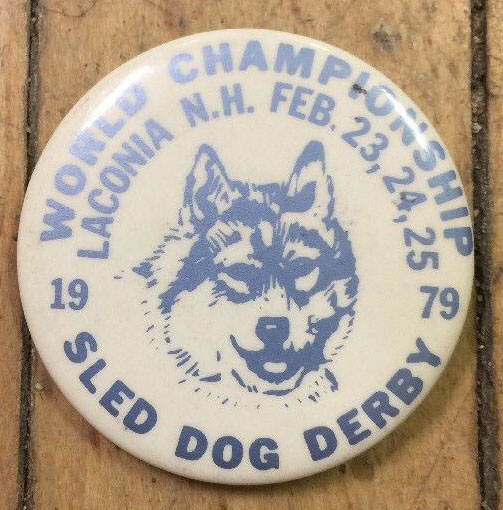 WORLD CHAMPIONSHIP
LACONIA N.H. FEB. 23, 24, 25
19 79
SLED DOG DERBY